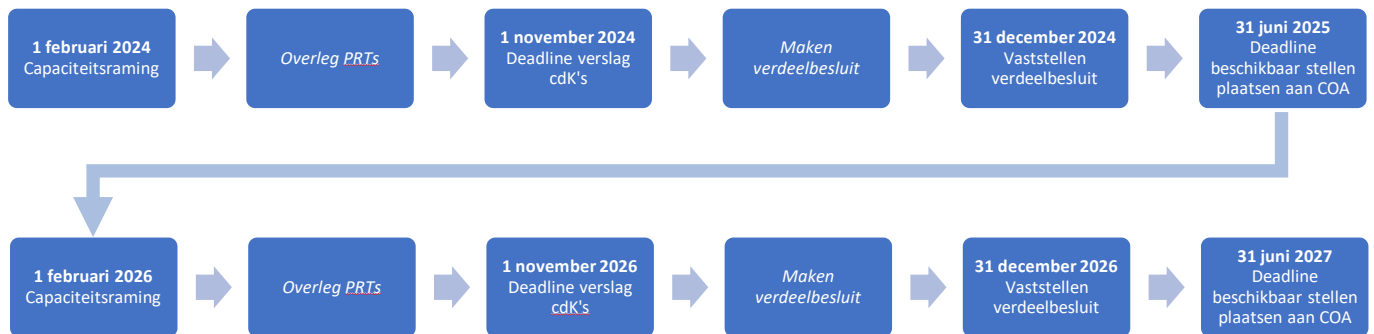 1 februari 2024
Capaciteitsraming
Overleg PRTs
1 november 2024
Deadline verslag
cdK's
Maken
verdeelbesluit
31 december 2024
Vaststellen
verdeelbesluit
31 juni 2025
Deadline
beschikbaar stellen
plaatsen aan COA
1 februari 2026
Capaciteitsraming
Overleg PRTs
1 november 2026
Deadline verslag
cdK's
Maken
verdeelbesluit
31 december 2026
Vaststellen
verdeelbesluit
31 juni 2027
Deadline
beschikbaar stellen
plaatsen aan COA